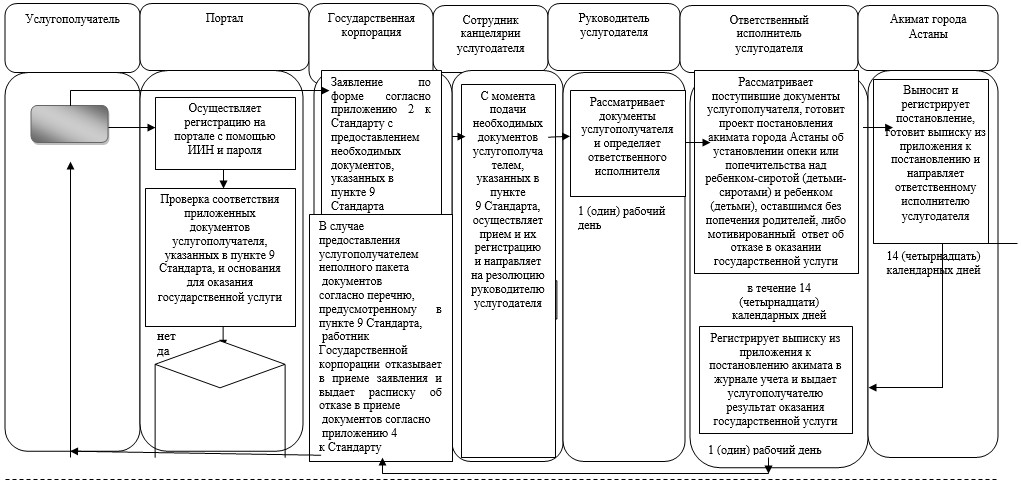 Услугополучатель
Портал
Государственная
корпорация
Сотрудник
канцелярии
услугодателя
Руководитель
услугодателя
Ответственный
исполнитель
услугодателя
Акимат города
Астаны
Осуществляет
регистрацию на
портале с помощью
ИИН и пароля
Проверка соответствия
приложенных
документов
услугополучателя,
указанных в пункте 9
Стандарта, и основания
для оказания
государственной услуги
нет
да
Заявление по
форме согласно
приложению 2 к
Стандарту с
предоставлением
необходимых
документов,
указанных в
пункте 9
Стандарта
В случае
предоставления
услугополучателем
неполного пакета
документов
согласно перечню,
предусмотренному в
пункте 9 Стандарта,
работник
Государственной
корпорации отказывает
в приеме заявления и
выдает расписку об
отказе в приеме
документов согласно
приложению 4
к Стандарту
С момента
подачи
необходимых
документов
услугополуча
телем,
указанных в
пункте
9 Стандарта,
осуществляет
прием и их
регистрацию
и направляет
на резолюцию
руководителю
услугодателя
Рассматривает
документы
услугополучателя
и определяет
ответственного
исполнителя
1 (один) рабочий
день
Рассматривает
поступившие документы
услугополучателя, готовит
проект постановления
акимата города Астаны об
установлении опеки или
попечительства над
ребенком-сиротой (детьми-
сиротами) и ребенком
(детьми), оставшимся без
попечения родителей, либо
мотивированный ответ об
отказе в оказании
государственной услуги
в течение 14
(четырнадцати)
календарных дней
Регистрирует выписку из
приложения к
постановлению акимата в
журнале учета и выдает
услугополучателю
результат оказания
государственной услуги
1 (один) рабочий день
Выносит и
регистрирует
постановление,
готовит выписку из
приложения к
постановлению и
направляет
ответственному
исполнителю
услугодателя
14 (четырнадцать)
календарных дней